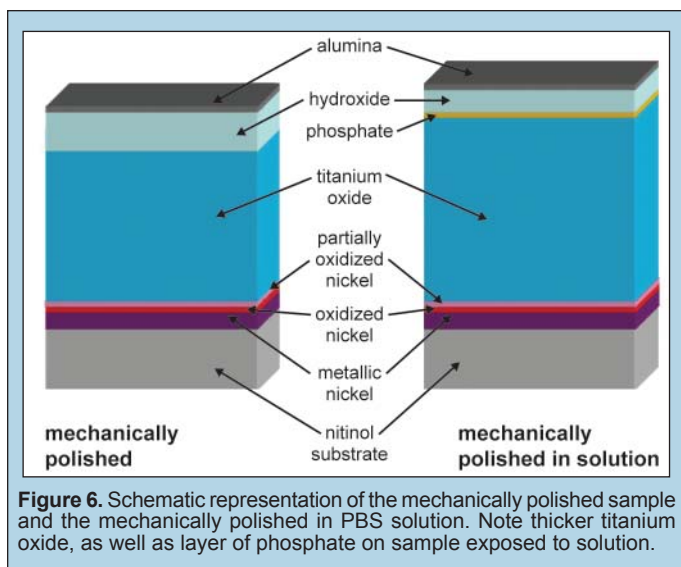 alumina
hydroxide
phosphate
titanium
oxide
partially
oxidized
nickel
oxidized
nickel
metallic
nickel
nitinol
substrate
mechanically
polished
mechanically
polished in solution
Figure 6. Schematic representation of the mechanically polished sample
and the mechanically polished in PBS solution. Note thicker titanium
oxide, as well as layer of phosphate on sample exposed to solution.